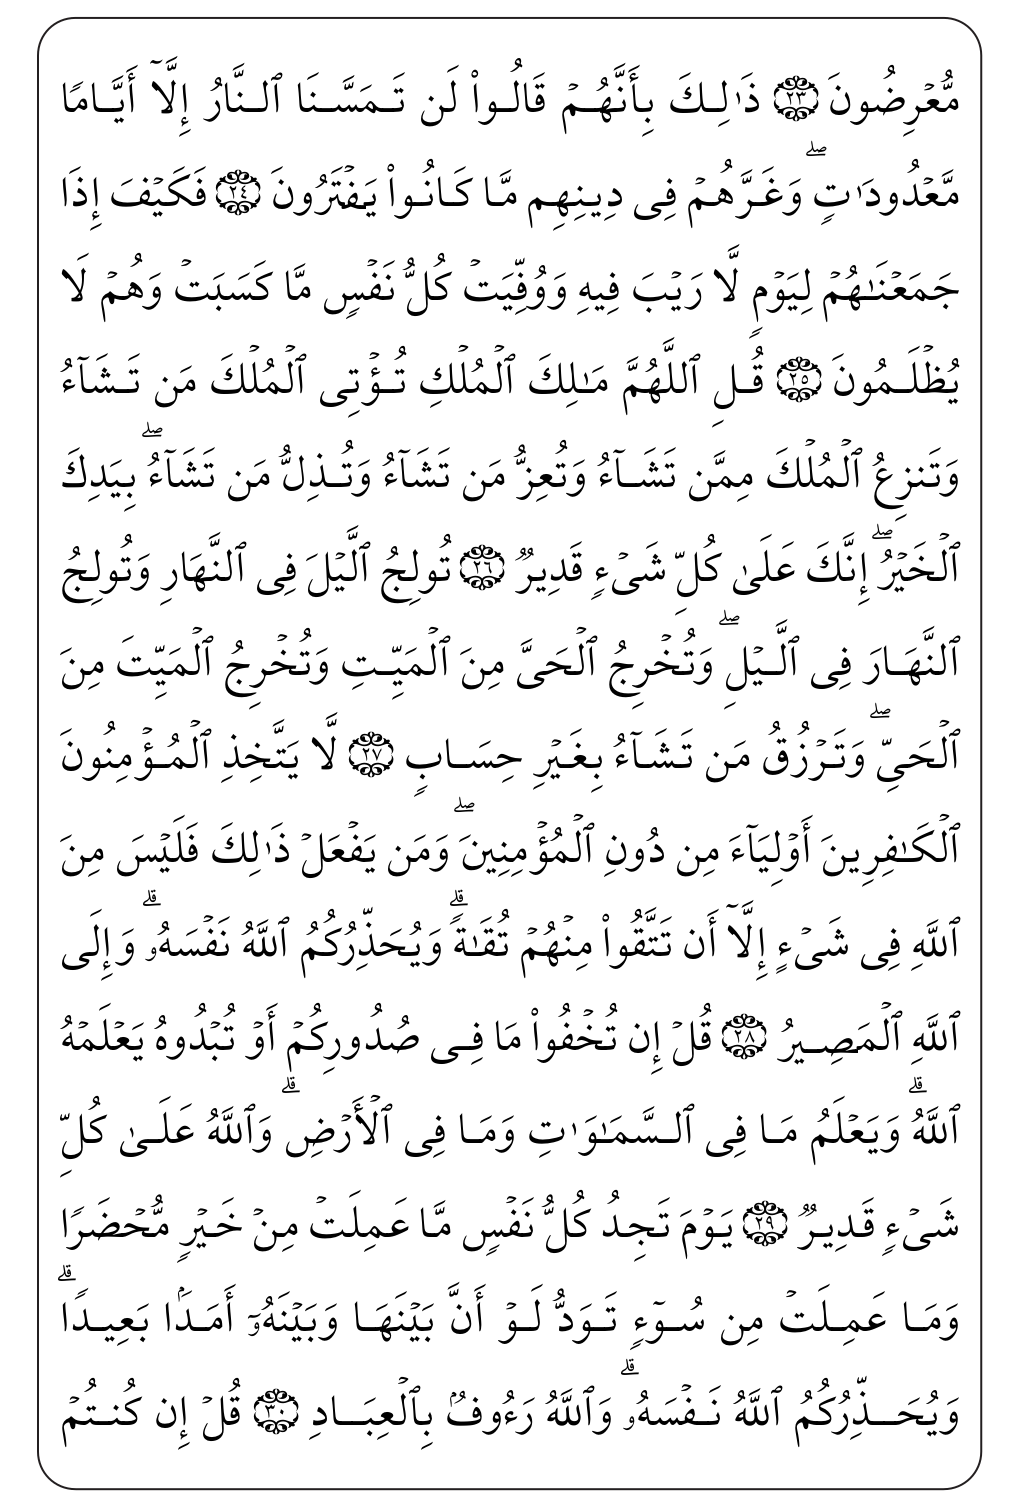 مُّعْرِضُونَ ٢٣ ذَٰلِكَ بِأَنَّهُمْ قَالُوا۟ لَن تَمَسَّنَا ٱلنَّارُ إِلَّآ أَيَّامًا
مَّعْدُودَٰتٍ ۖ وَغَرَّهُمْ فِى دِينِهِم مَّا كَانُوا۟ يَفْتَرُونَ ٢٤ فَكَيْفَ إِذَا
جَمَعْنَـٰهُمْ لِيَوْمٍ لَّا رَيْبَ فِيهِ وَوُفِّيَتْ كُلُّ نَفْسٍ مَّا كَسَبَتْ وَهُمْ لَا
يُظْلَمُونَ ٢٥ قُلِ ٱللَّهُمَّ مَـٰلِكَ ٱلْمُلْكِ تُؤْتِى ٱلْمُلْكَ مَن تَشَآءُ
وَتَنزِعُ ٱلْمُلْكَ مِمَّن تَشَآءُ وَتُعِزُّ مَن تَشَآءُ وَتُذِلُّ مَن تَشَآءُ ۖ بِيَدِكَ
ٱلْخَيْرُ ۖ إِنَّكَ عَلَىٰ كُلِّ شَىْءٍ قَدِيرٌ ٢٦ تُولِجُ ٱلَّيْلَ فِى ٱلنَّهَارِ وَتُولِجُ
ٱلنَّهَارَ فِى ٱلَّيْلِ ۖ وَتُخْرِجُ ٱلْحَىَّ مِنَ ٱلْمَيِّتِ وَتُخْرِجُ ٱلْمَيِّتَ مِنَ
ٱلْحَىِّ ۖ وَتَرْزُقُ مَن تَشَآءُ بِغَيْرِ حِسَابٍ ٢٧ لَّا يَتَّخِذِ ٱلْمُؤْمِنُونَ
ٱلْكَـٰفِرِينَ أَوْلِيَآءَ مِن دُونِ ٱلْمُؤْمِنِينَ ۖ وَمَن يَفْعَلْ ذَٰلِكَ فَلَيْسَ مِنَ
ٱللَّهِ فِى شَىْءٍ إِلَّآ أَن تَتَّقُوا۟ مِنْهُمْ تُقَىٰةً ۗ وَيُحَذِّرُكُمُ ٱللَّهُ نَفْسَهُۥ ۗ وَإِلَى
ٱللَّهِ ٱلْمَصِيرُ ٢٨ قُلْ إِن تُخْفُوا۟ مَا فِى صُدُورِكُمْ أَوْ تُبْدُوهُ يَعْلَمْهُ
ٱللَّهُ ۗ وَيَعْلَمُ مَا فِى ٱلسَّمَـٰوَٰتِ وَمَا فِى ٱلْأَرْضِ ۗ وَٱللَّهُ عَلَىٰ كُلِّ
شَىْءٍ قَدِيرٌ ٢٩ يَوْمَ تَجِدُ كُلُّ نَفْسٍ مَّا عَمِلَتْ مِنْ خَيْرٍ مُّحْضَرًا
وَمَا عَمِلَتْ مِن سُوٓءٍ تَوَدُّ لَوْ أَنَّ بَيْنَهَا وَبَيْنَهُۥٓ أَمَدًۢا بَعِيدًا ۗ
وَيُحَذِّرُكُمُ ٱللَّهُ نَفْسَهُۥ ۗ وَٱللَّهُ رَءُوفٌۢ بِٱلْعِبَادِ ٣٠ قُلْ إِن كُنتُمْ